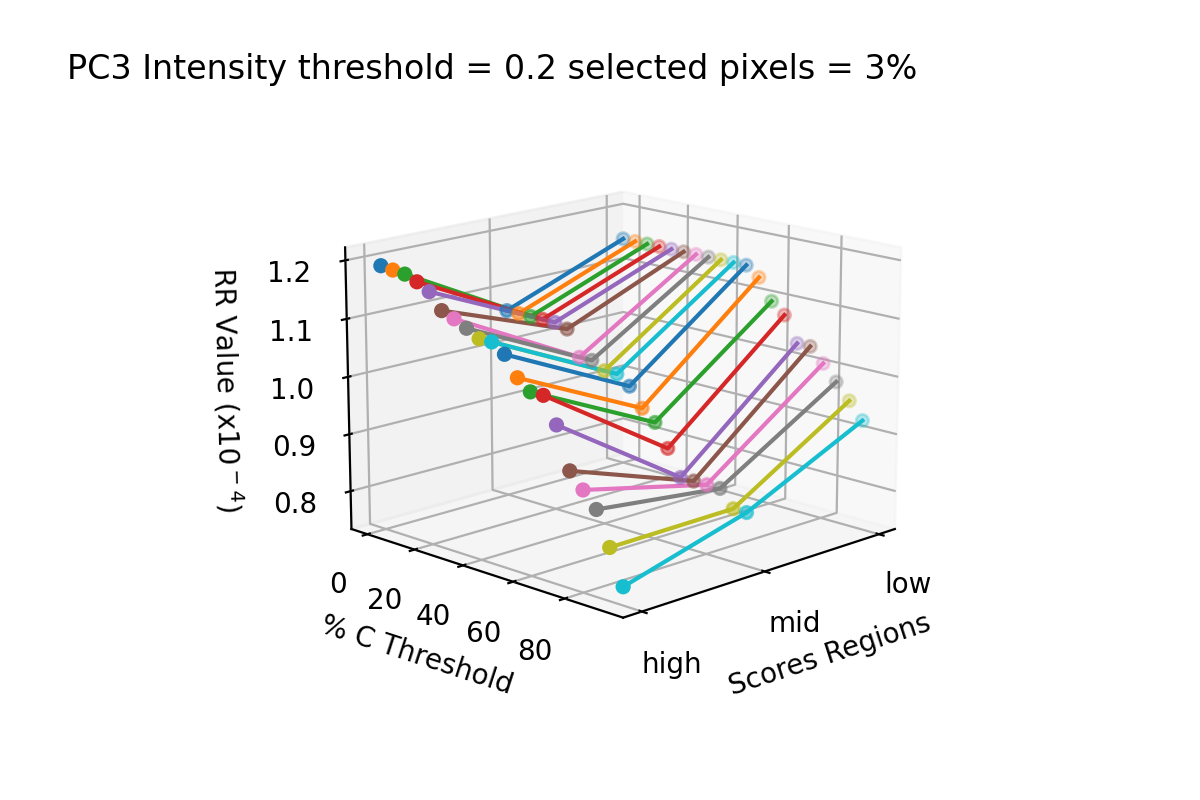 PC3 Intensity threshold = 0.2 selected pixels = 3%
RR Value (x10⁻⁴)
1.2
1.1
1.0
0.9
0.8
0
20
40
60
80
% C Threshold
high
mid
low
Scores Regions